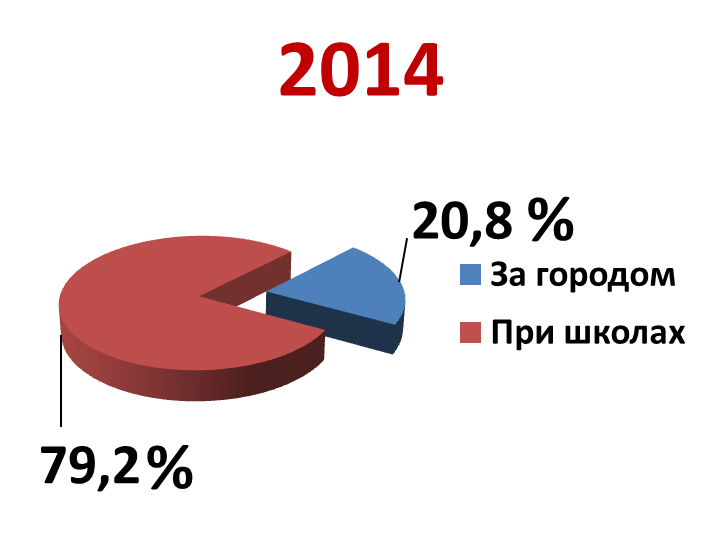 2014
20,8 %
За городом
При школах
79,2%